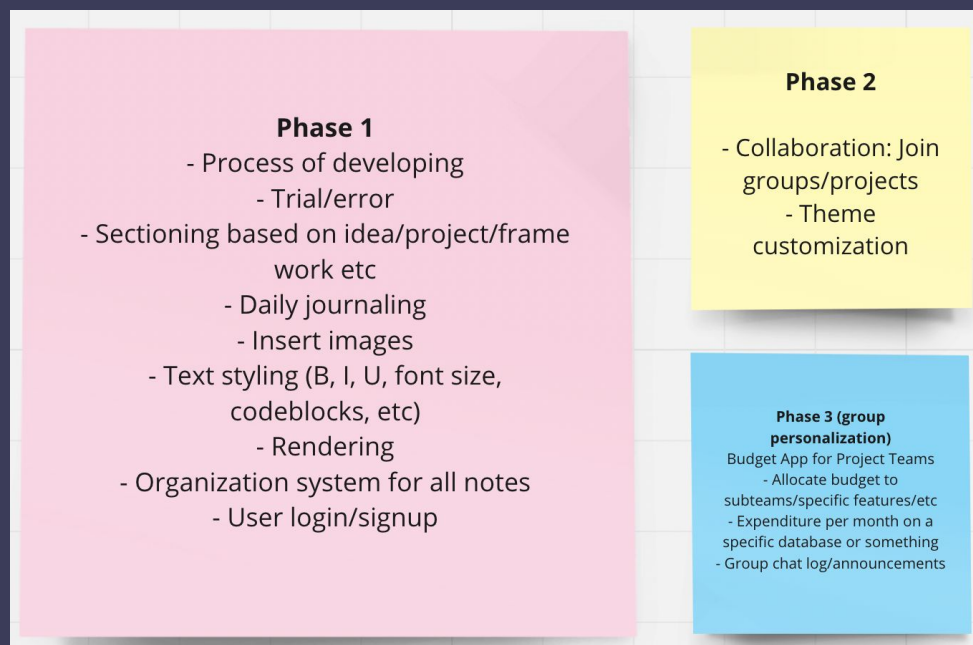 Phase 1
- Process of developing
- Trial/error
- Sectioning based on idea/project/frame
work etc
- Daily journaling
- Insert images
- Text styling (B, I, U, font size,
codeblocks, etc)
- Rendering
- Organization system for all notes
- User login/signup
Phase 2
- Collaboration: Join
groups/projects
- Theme
customization
Phase 3 (group
personalization)
Budget App for Project Teams
- Allocate budget to
subteams/specific features/etc
- Expenditure per month on a
specific database or something
- Group chat log/announcements